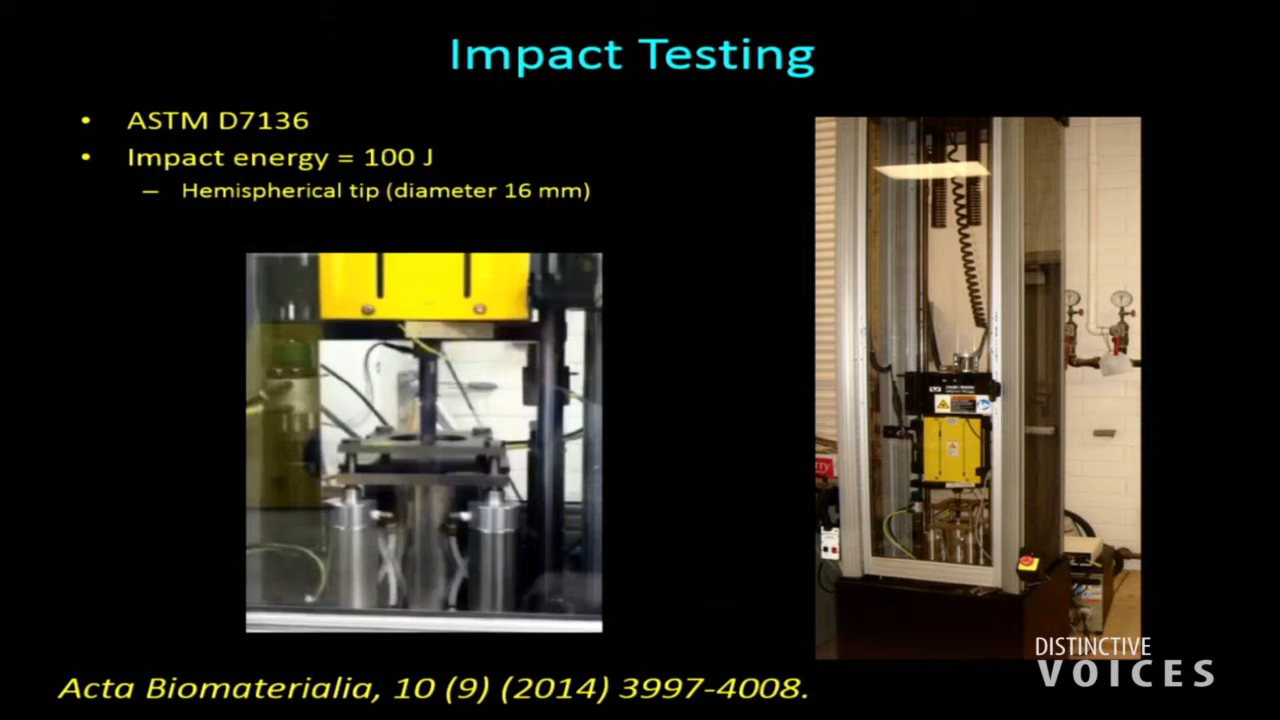 Impact Testing
• ASTM D7136
• Impact energy = 100 J
– Hemispherical tip (diameter 16 mm)
Acta Biomaterialia, 10 (9) (2014) 3997-4008.
DISTINCTIVE
VOICES